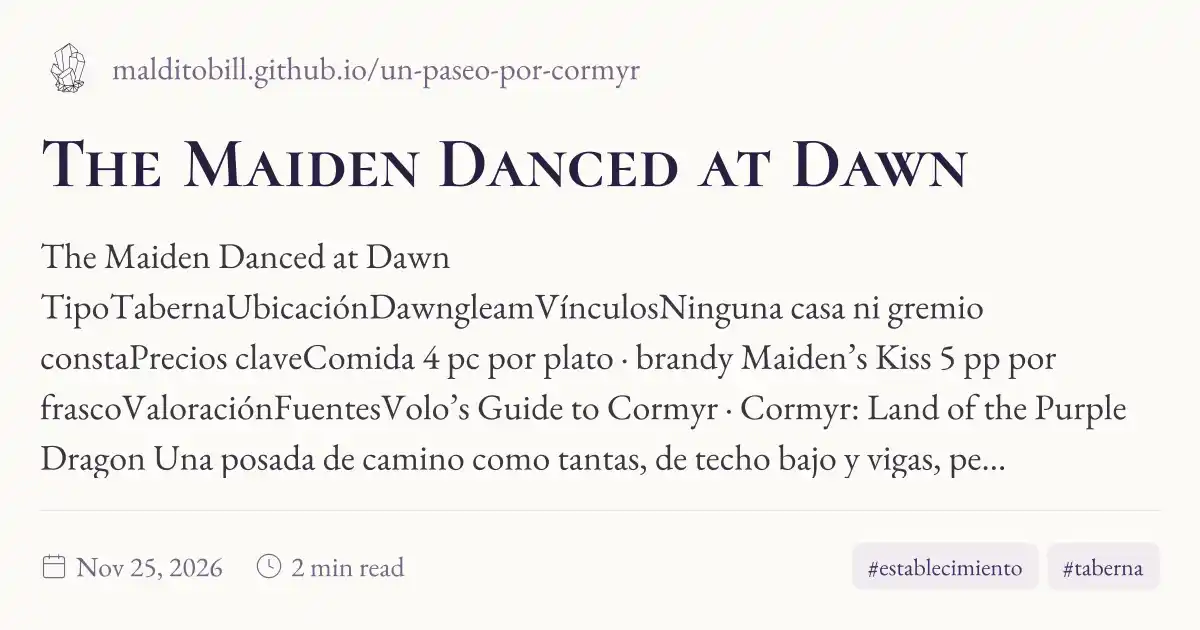 malditobill.github.io/un-paseo-por-cormyr
The Maiden Danced at Dawn
The Maiden Danced at Dawn
TipoTabernaUbicaciónDawngleamVínculosNinguna casa ni gremio
constaPrecios claveComida 4 pc por plato · brandy Maiden’s Kiss 5 pp por
frascoValoraciónFuentesVolo’s Guide to Cormyr · Cormyr: Land of the Purple
Dragon Una posada de camino como tantas, de techo bajo y vigas, pe...
Nov 25, 2026 2 min read #establecimiento #taberna